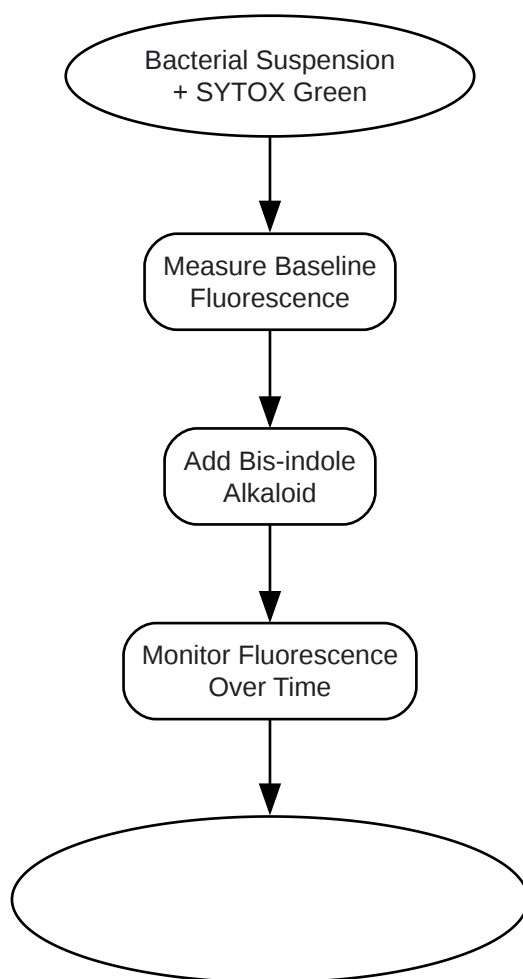 Bacterial Suspension
+ SYTOX Green
Measure Baseline
Fluorescence
Add Bis-indole
Alkaloid
Monitor Fluorescence
Over Time